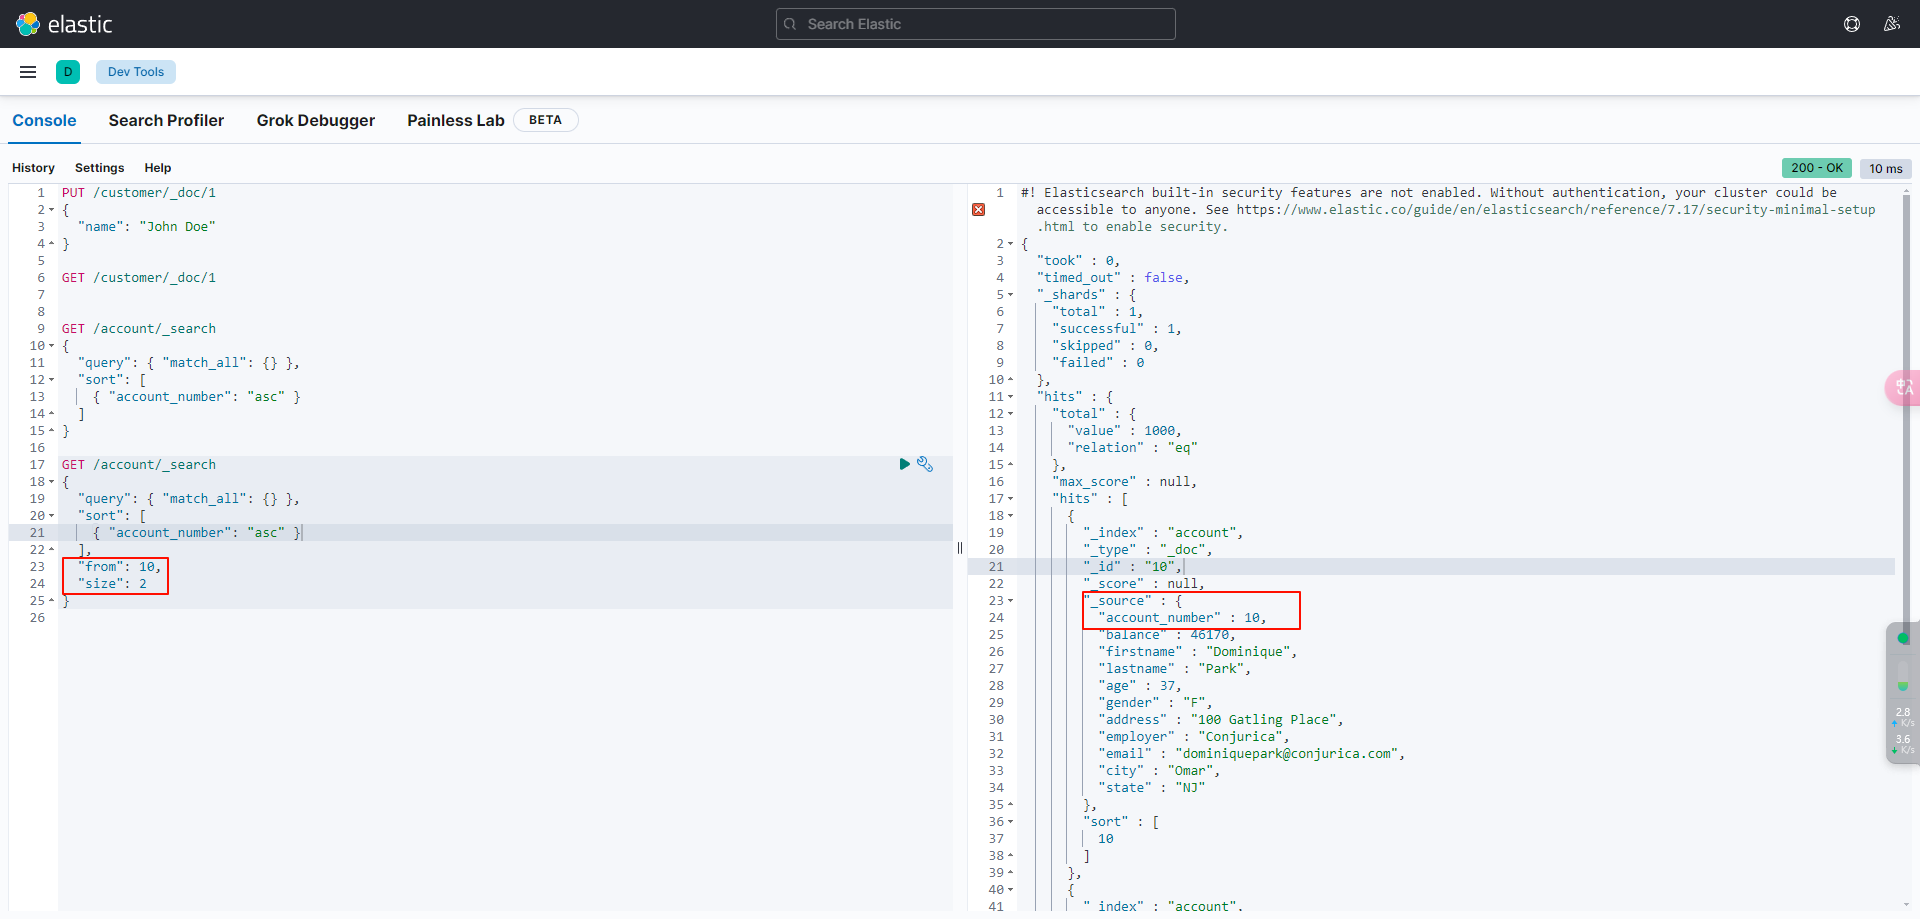 elastic
Search Elastic
D
Dev Tools
Console
Search Profiler
Grok Debugger
Painless Lab
BETA
History
Settings
Help
200 - OK
10 ms
1 PUT /customer/_doc/1
2 {
3 "name": "John Doe"
4 }
5
6 GET /customer/_doc/1
7
8
9 GET /account/_search
10 {
11 "query": { "match_all": {} },
12 "sort": [
13 { "account_number": "asc" }
14 ]
15 }
16
17 GET /account/_search
18 {
19 "query": { "match_all": {} },
20 "sort": [
21 { "account_number": "asc" }
22 ],
23 "from": 10,
24 "size": 2
25 }
26
1 #! Elasticsearch built-in security features are not enabled. Without authentication, your cluster could be
accessible to anyone. See https://www.elastic.co/guide/en/elasticsearch/reference/7.17/security-minimal-setup
.html to enable security.
2 {
3 "took" : 0,
4 "timed_out" : false,
5 "_shards" : {
6 "total" : 1,
7 "successful" : 1,
8 "skipped" : 0,
9 "failed" : 0
10 },
11 "hits" : {
12 "total" : {
13 "value" : 1000,
14 "relation" : "eq"
15 },
16 "max_score" : null,
17 "hits" : [
18 {
19 "_index" : "account",
20 "_type" : "_doc",
21 "_id" : "10",
22 "_score" : null,
23 "_source" : {
24 "account_number" : 10,
25 "balance" : 46170,
26 "firstname" : "Dominique",
27 "lastname" : "Park",
28 "age" : 37,
29 "gender" : "F",
30 "address" : "100 Gatling Place",
31 "employer" : "Conjurica",
32 "email" : "dominiquepark@conjurica.com",
33 "city" : "Omar",
34 "state" : "NJ"
35 },
36 "sort" : [
37 10
38 ]
39 },
40 {
41 "_index" : "account",
2.8
K/s
3.6
K/s